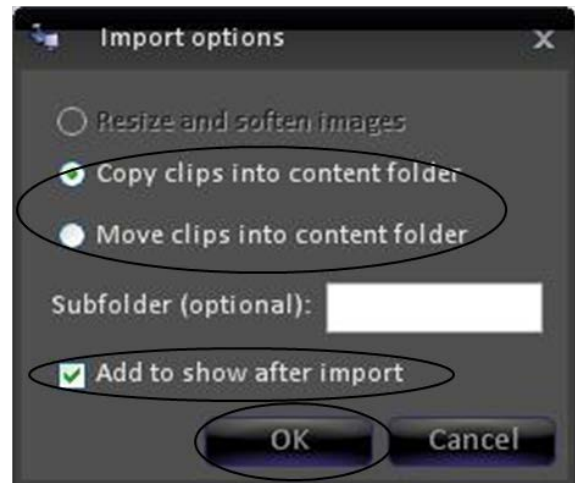 Import options
Resize and soften images
Copy clips into content folder
Move clips into content folder
Subfolder (optional):
Add to show after import
OK Cancel